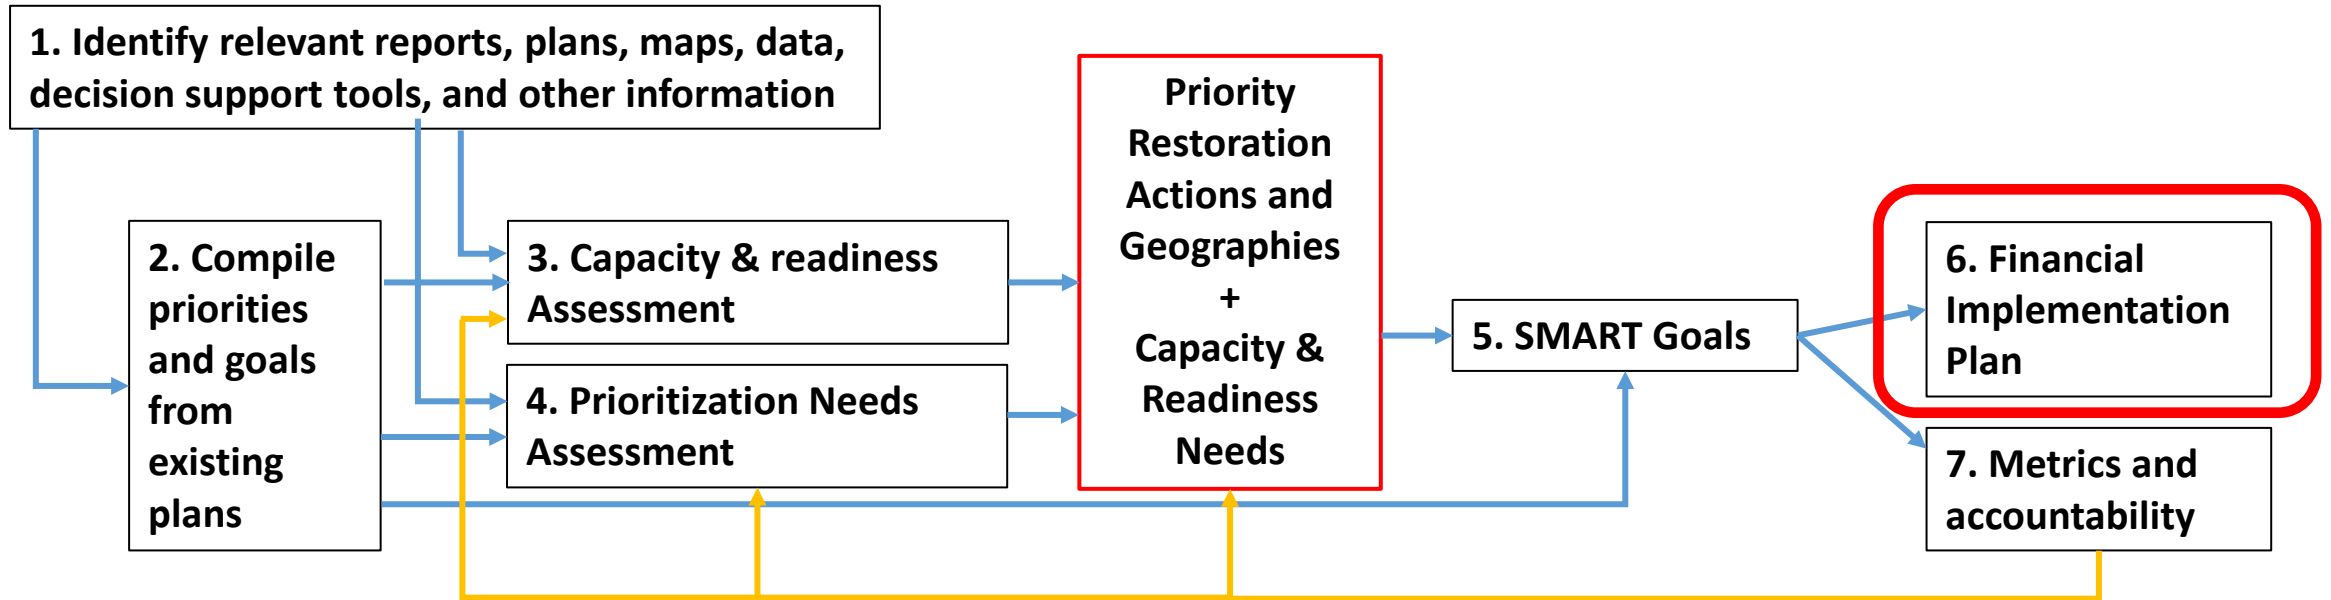 1. Identify relevant reports, plans, maps, data,
decision support tools, and other information
2. Compile
priorities
and goals
from
existing
plans
3. Capacity & readiness
Assessment
4. Prioritization Needs
Assessment
Priority
Restoration
Actions and
Geographies
+
Capacity &
Readiness
Needs
5. SMART Goals
6. Financial
Implementation
Plan
7. Metrics and
accountability